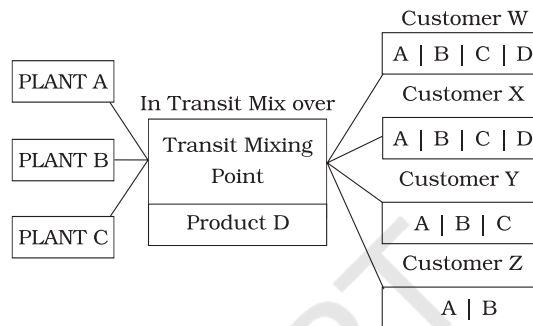 PLANT A
PLANT B
PLANT C
In Transit Mix over
Transit Mixing
Point
Product D
Customer W
A | B | C | D
Customer X
A | B | C | D
Customer Y
A | B | C
Customer Z
A | B